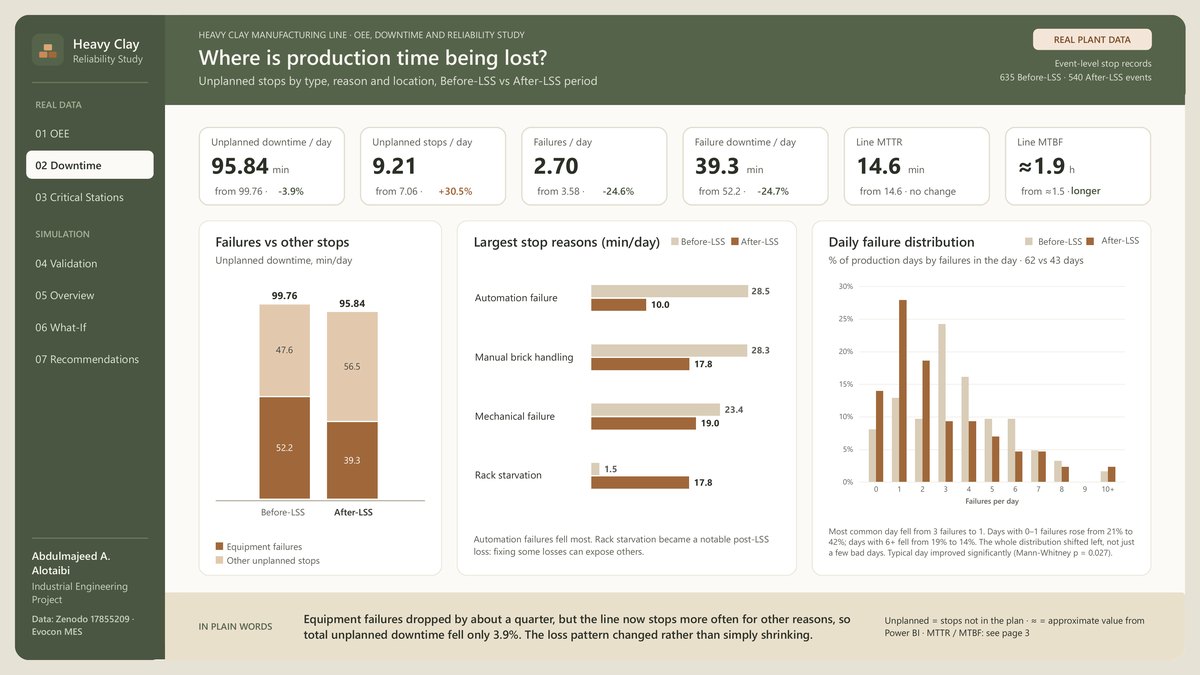 Heavy Clay
Reliability Study
REAL DATA
01 OEE
02 Downtime
03 Critical Stations
SIMULATION
04 Validation
05 Overview
06 What-If
07 Recommendations
Abdulmajeed A.
Alotaibi
Industrial Engineering
Project
Data: Zenodo 17855209 ·
Evocon MES
HEAVY CLAY MANUFACTURING LINE · OEE, DOWNTIME AND RELIABILITY STUDY
Where is production time being lost?
Unplanned stops by type, reason and location, Before-LSS vs After-LSS period
REAL PLANT DATA
Event-level stop records
635 Before-LSS · 540 After-LSS events
Unplanned downtime / day
95.84 min
from 99.76 · -3.9%
Unplanned stops / day
9.21
from 7.06 · +30.5%
Failures / day
2.70
from 3.58 · -24.6%
Failure downtime / day
39.3 min
from 52.2 · -24.7%
Line MTTR
14.6 min
from 14.6 · no change
Line MTBF
≈1.9 h
from ≈1.5 · longer
Failures vs other stops
Unplanned downtime, min/day
99.76
95.84
47.6
56.5
52.2
39.3
Before-LSS
After-LSS
Equipment failures
Other unplanned stops
Largest stop reasons (min/day)
Before-LSS After-LSS
Automation failure
28.5
10.0
Manual brick handling
28.3
17.8
Mechanical failure
23.4
19.0
Rack starvation
1.5
17.8
Automation failures fell most. Rack starvation became a notable post-LSS
loss: fixing some losses can expose others.
Daily failure distribution
Before-LSS After-LSS
% of production days by failures in the day · 62 vs 43 days
30%
25%
20%
15%
10%
5%
0%
0 1 2 3 4 5 6 7 8 9 10+
Failures per day
Most common day fell from 3 failures to 1. Days with 0–1 failures rose from 21% to
42%; days with 6+ fell from 19% to 14%. The whole distribution shifted left, not just
a few bad days. Typical day improved significantly (Mann-Whitney p = 0.027).
IN PLAIN WORDS
Equipment failures dropped by about a quarter, but the line now stops more often for other reasons, so
total unplanned downtime fell only 3.9%. The loss pattern changed rather than simply shrinking.
Unplanned = stops not in the plan · ≈ = approximate value from
Power BI · MTTR / MTBF: see page 3